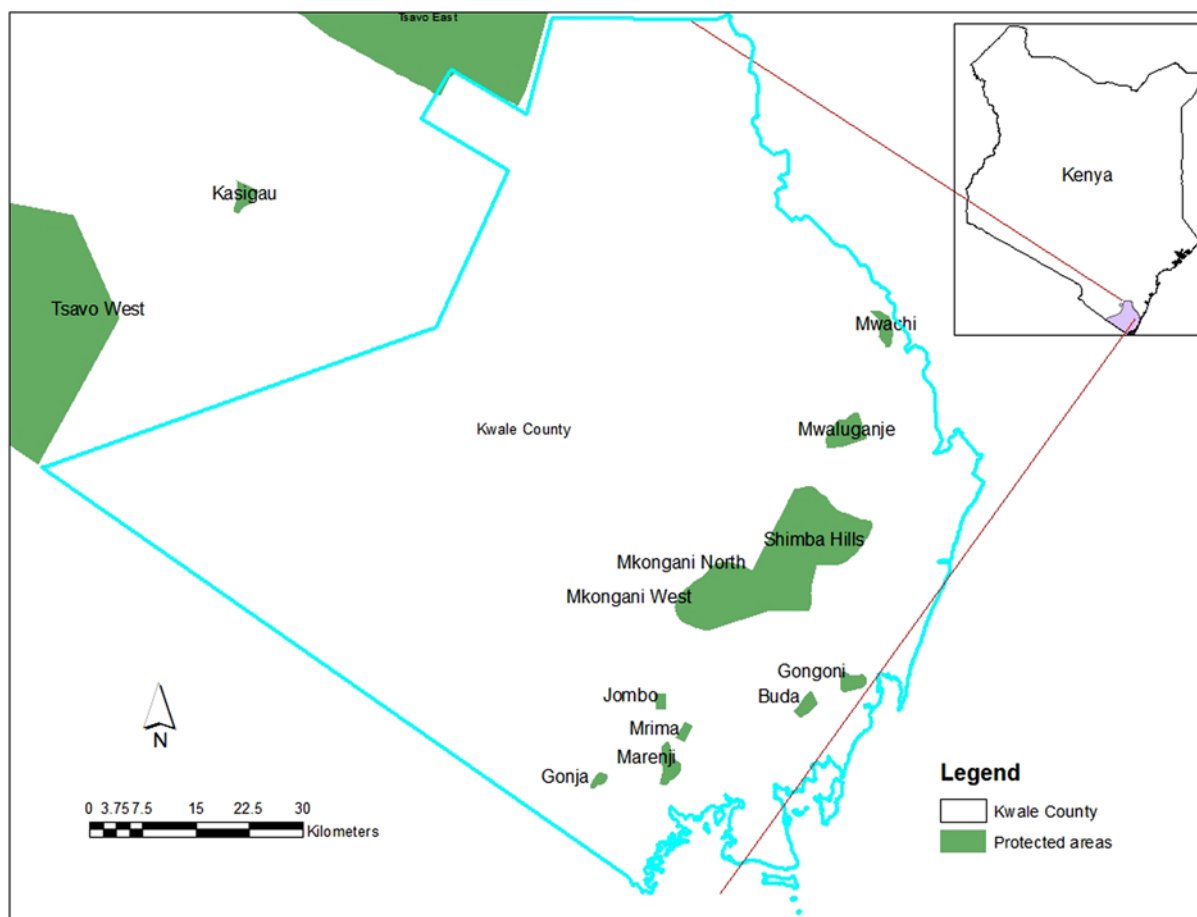 Tsavo East
Kasigau
Kenya
Tsavo West
Mwachi
Kwale County
Mwaluganje
Shimba Hills
Mkongani North
Mkongani West
Gongoni
Buda
Jombo
Mrima
Marenji
Gonja
N
0 3.75 7.5 15 22.5 30
Kilometers
Legend
Kwale County
Protected areas